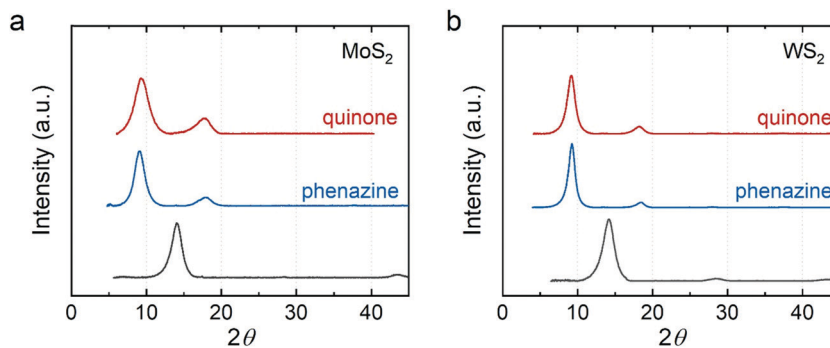 a
MoS₂
quinone
phenazine
Intensity (a.u.)
0 10 20 30 40
2θ
b
WS₂
quinone
phenazine
Intensity (a.u.)
0 10 20 30 40
2θ